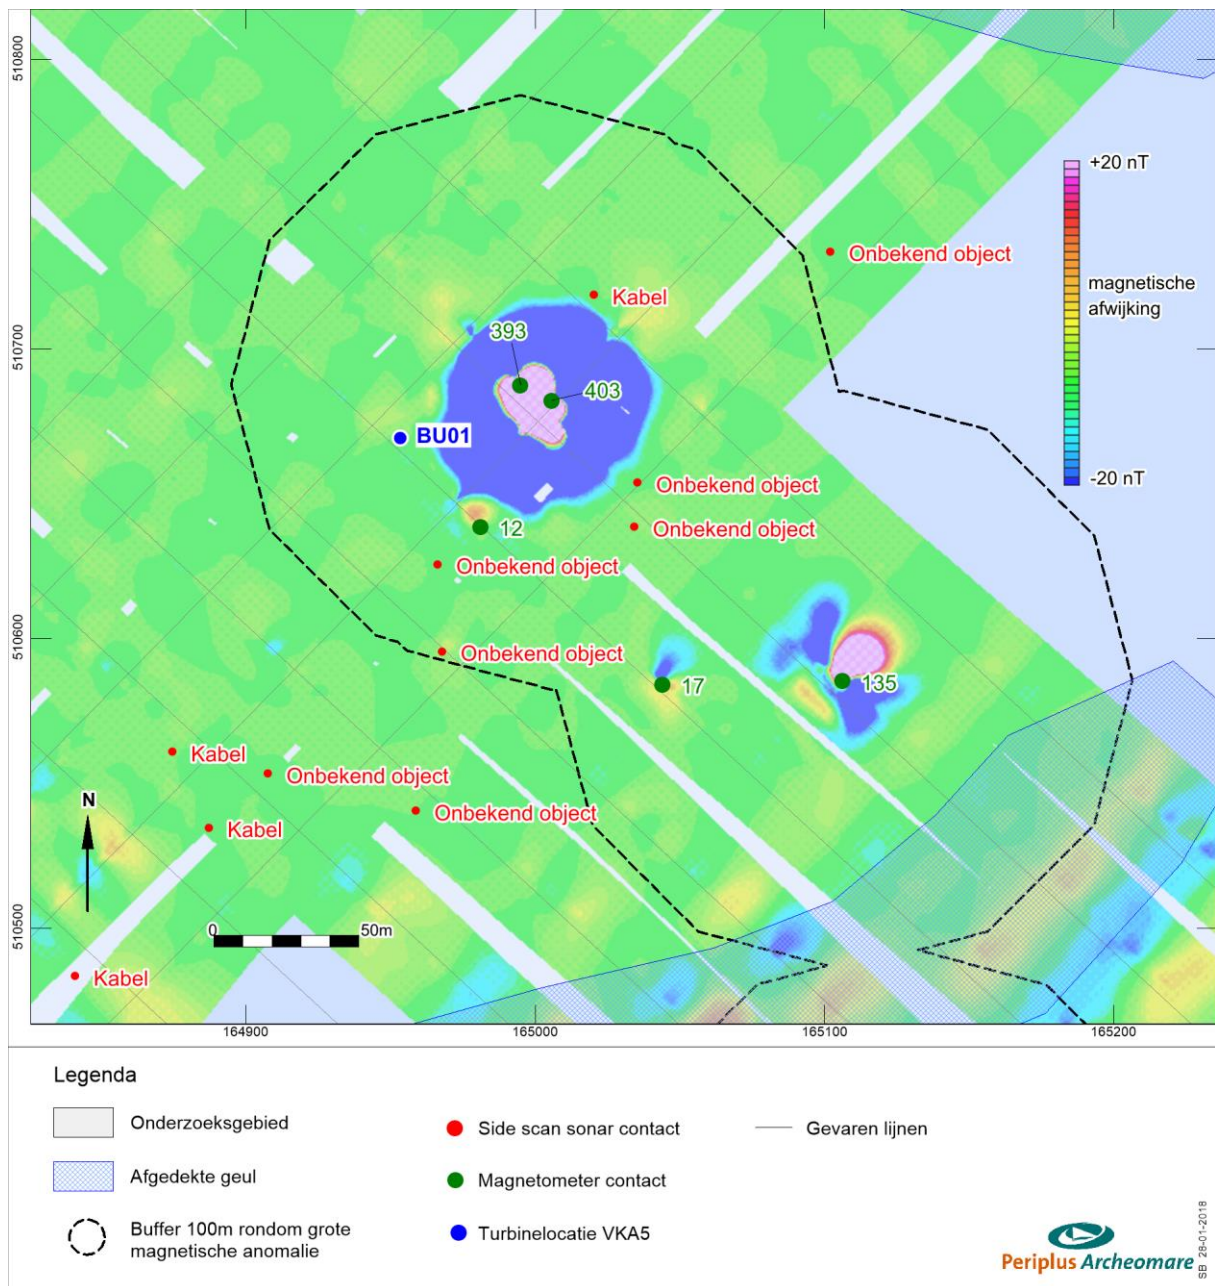 510800
510700
510600
510500
+20 nT
magnetische
afwijking
-20 nT
Onbekend object
Kabel
393
403
BU01
Onbekend object
Onbekend object
12
Onbekend object
Onbekend object
17
135
Kabel
Onbekend object
Kabel
Onbekend object
N
0 50m
Kabel
164900 165000 165100 165200
Legenda
Onderzoeksgebied
Afgedekte geul
Buffer 100m rondom grote
magnetische anomalie
Side scan sonar contact
Magnetometer contact
Turbinelocatie VKA5
Gevaren lijnen
Periplus Archeomare
SB 28-01-2018